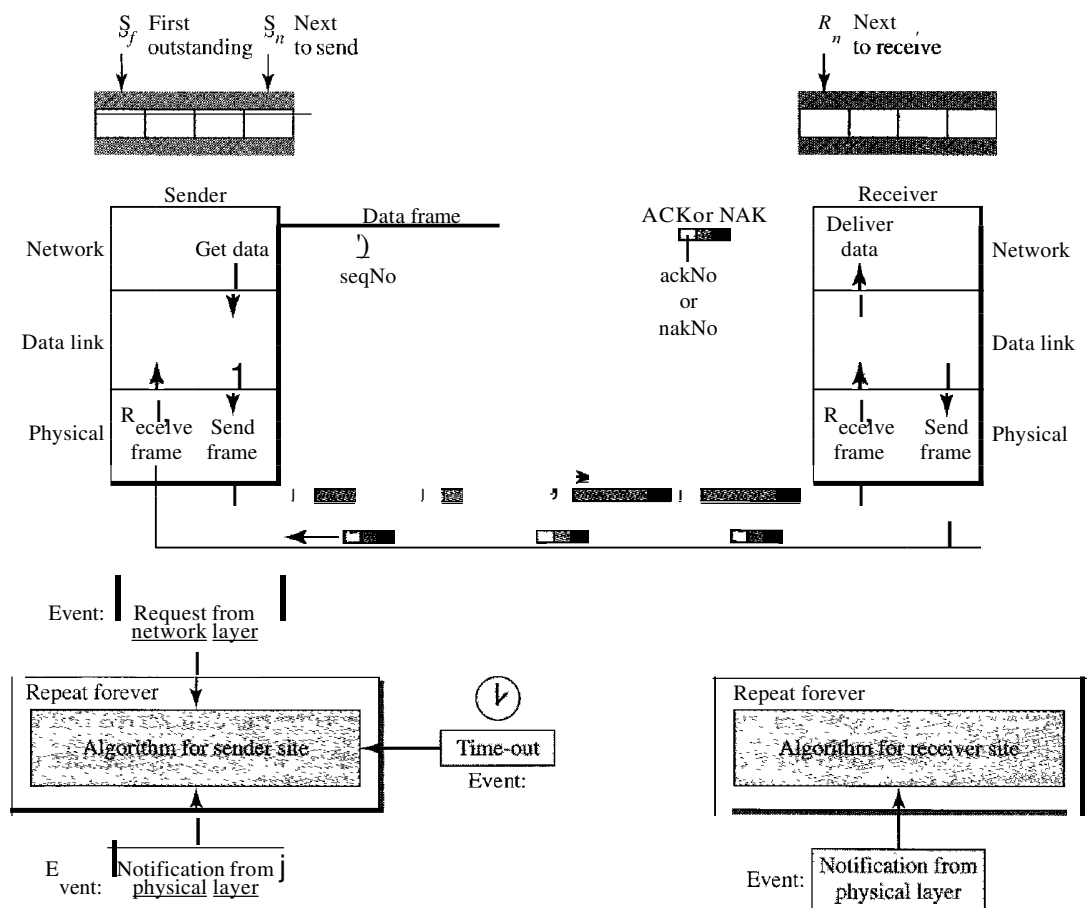 S_f First
outstanding
S_n Next
to send
R_n Next
to receive
Sender
Receiver
Data frame
seqNo
ACK or NAK
ackNo
or
nakNo
Network
Get data
Deliver
data
Network
Data link
Data link
Physical
Receive
frame
Send
frame
Receive
frame
Send
frame
Physical
Event:
Request from
network layer
Repeat forever
Algorithm for sender site
Time-out
Event:
Repeat forever
Algorithm for receiver site
Event:
Notification from
physical layer
Event:
Notification from
physical layer